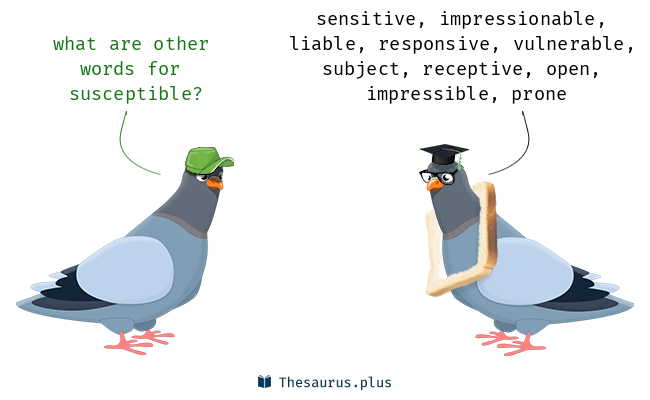 what are other
words for
susceptible?
sensitive, impressionable,
liable, responsive, vulnerable,
subject, receptive, open,
impressible, prone
Thesaurus.plus